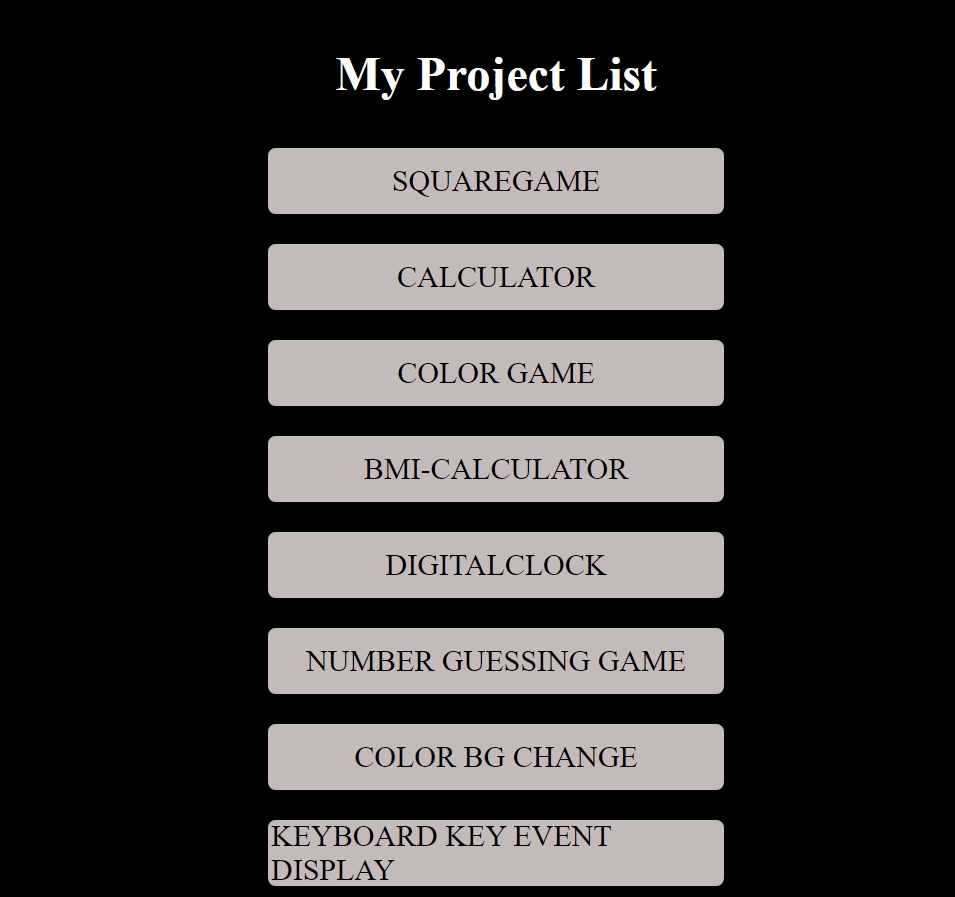 My Project List
SQUAREGAME
CALCULATOR
COLOR GAME
BMI-CALCULATOR
DIGITALCLOCK
NUMBER GUESSING GAME
COLOR BG CHANGE
KEYBOARD KEY EVENT
DISPLAY